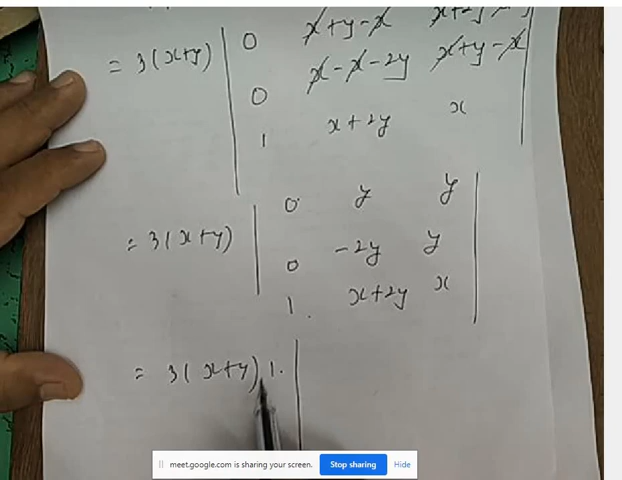 0 x+y-x
= 3(x+y) 0 x-x-2y x+y-x
1 x+2y x
0 y y
= 3(x+y) 0 -2y y
1. x+2y x
= 3(x+y) 1.
meet.google.com is sharing your screen. Stop sharing Hide